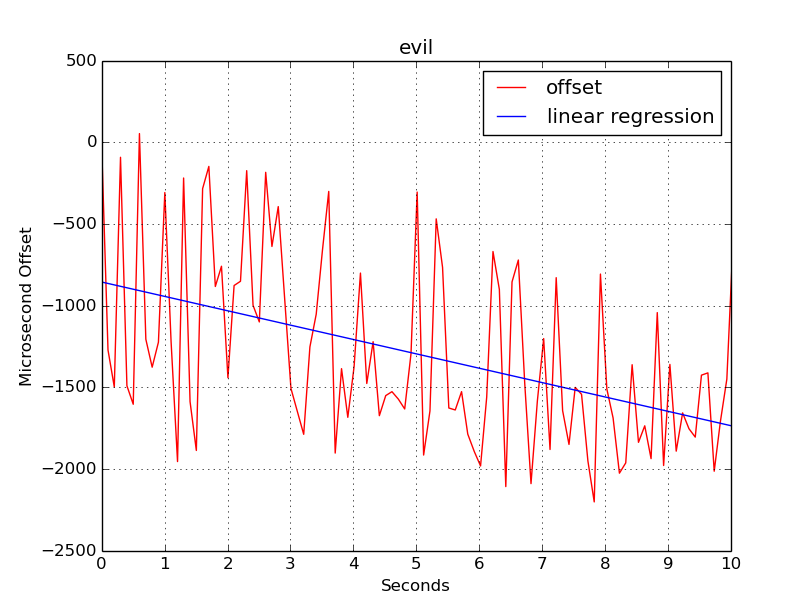 evil
500
0
−500
−1000
−1500
−2000
−2500
Microsecond Offset
offset
linear regression
0 1 2 3 4 5 6 7 8 9 10
Seconds